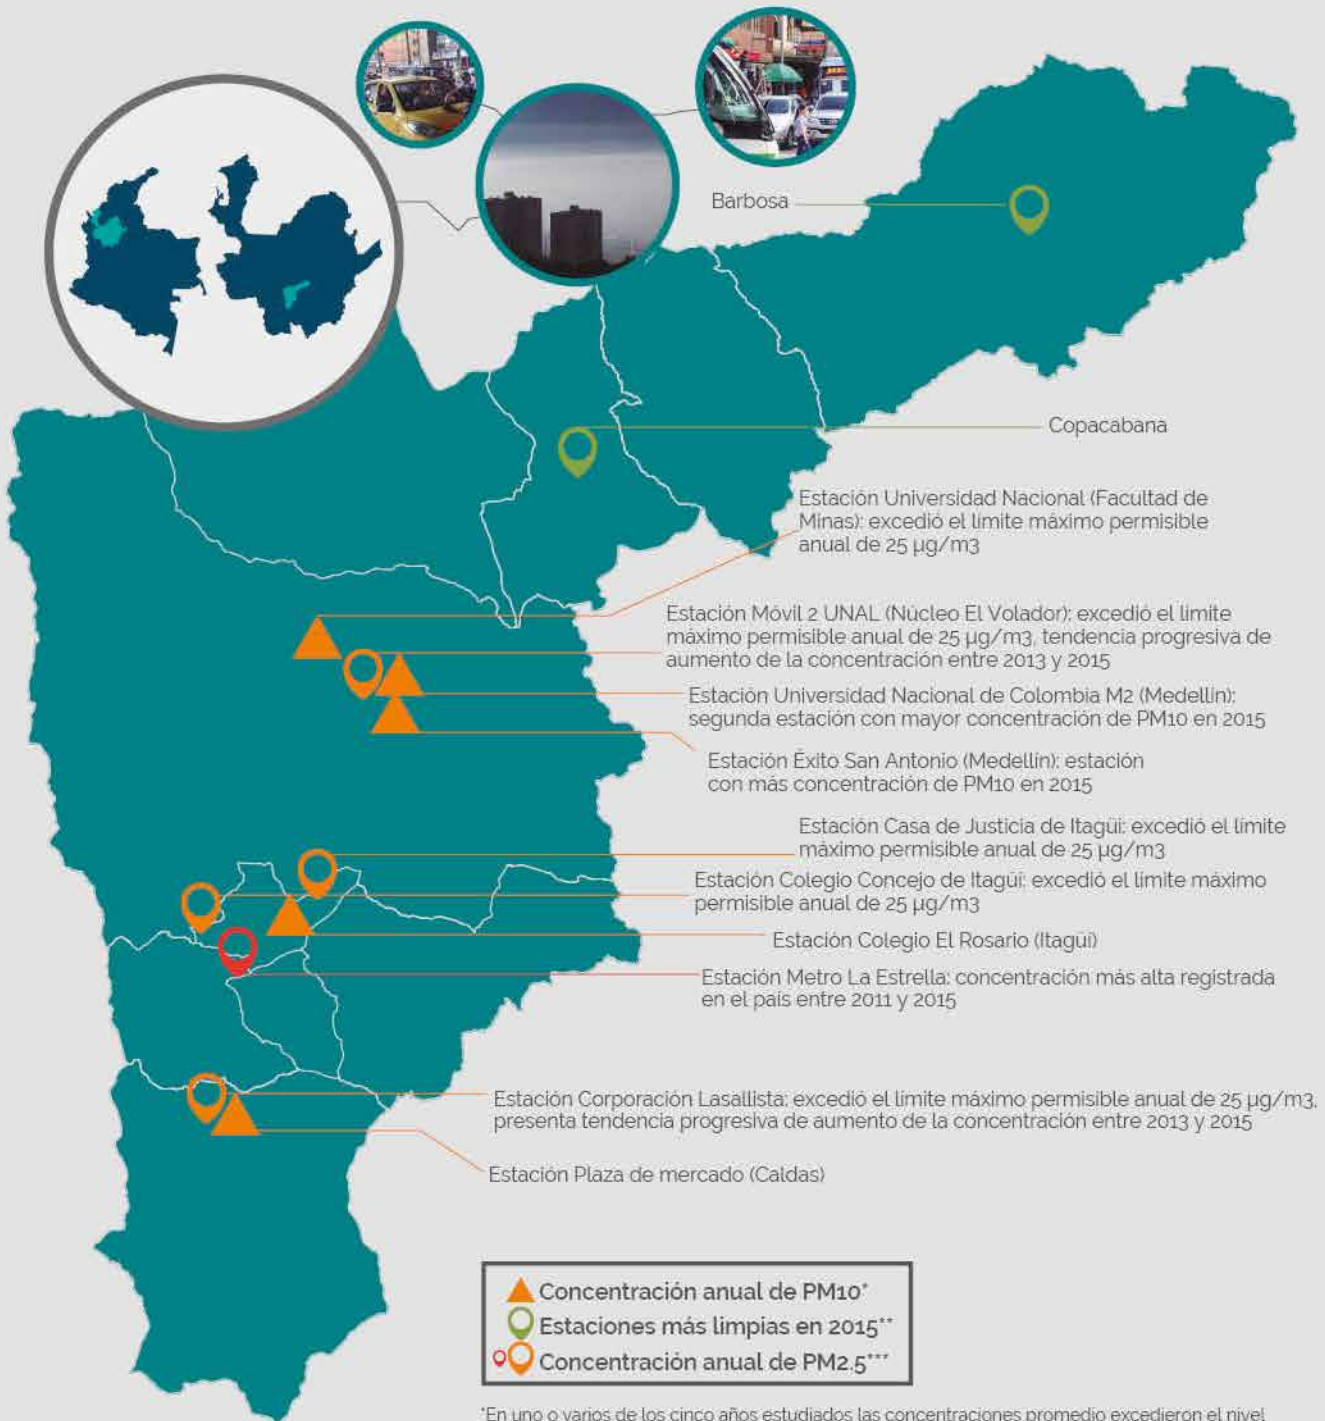 Barbosa
Copacabana
Estación Universidad Nacional (Facultad de
Minas): excedió el límite máximo permisible
anual de 25 µg/m3
Estación Móvil 2 UNAL (Núcleo El Volador): excedió el límite
máximo permisible anual de 25 µg/m3, tendencia progresiva de
aumento de la concentración entre 2013 y 2015
Estación Universidad Nacional de Colombia M2 (Medellín):
segunda estación con mayor concentración de PM10 en 2015
Estación Éxito San Antonio (Medellín): estación
con más concentración de PM10 en 2015
Estación Casa de Justicia de Itagüí: excedió el límite
máximo permisible anual de 25 µg/m3
Estación Colegio Concejo de Itagüí: excedió el límite máximo
permisible anual de 25 µg/m3
Estación Colegio El Rosario (Itagüí)
Estación Metro La Estrella: concentración más alta registrada
en el país entre 2011 y 2015
Estación Corporación Lasallista: excedió el límite máximo permisible anual de 25 µg/m3,
presenta tendencia progresiva de aumento de la concentración entre 2013 y 2015
Estación Plaza de mercado (Caldas)
Concentración anual de PM10*
Estaciones más limpias en 2015**
Concentración anual de PM2.5***
*En uno o varios de los cinco años estudiados las concentraciones promedio excedieron el nivel